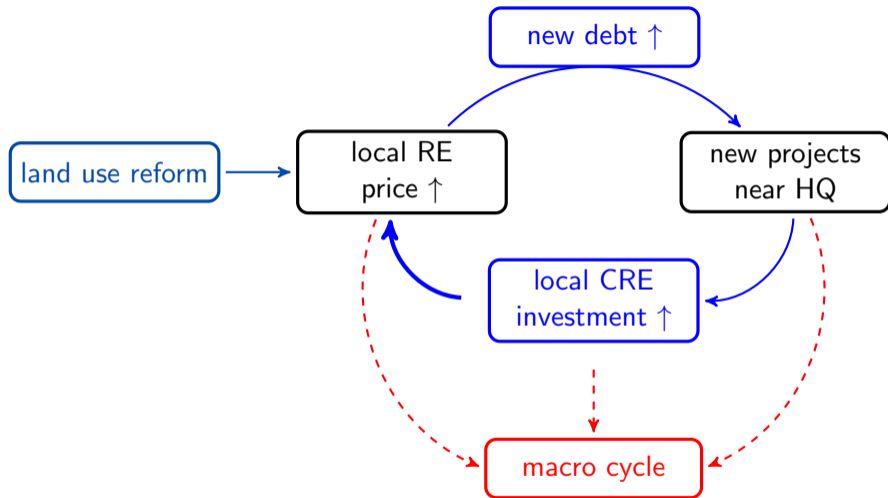 new debt ↑
land use reform
local RE
price ↑
new projects
near HQ
local CRE
investment ↑
macro cycle